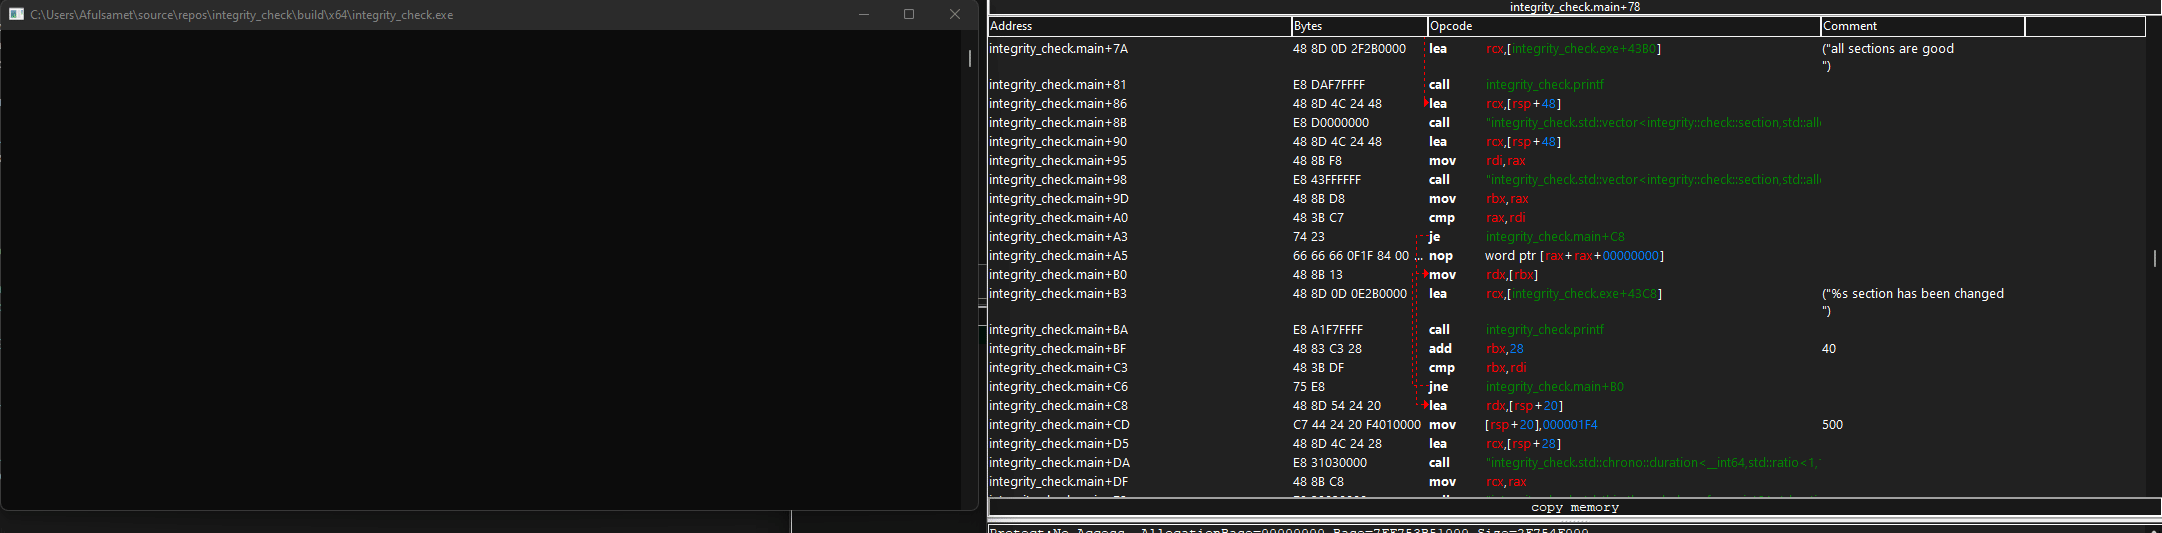 C:\Users\Afulsamet\source\repos\integrity_check\build\x64\integrity_check.exe
integrity_check.main+78
Address Bytes Opcode Comment
integrity_check.main+7A 48 8D 0D 2F2B0000 lea rcx,[integrity_check.exe+43B0] ("all sections are good
")
integrity_check.main+81 E8 DAF7FFFF call integrity_check.printf
integrity_check.main+86 48 8D 4C 24 48 lea rcx,[rsp+48]
integrity_check.main+8B E8 D0000000 call "integrity_check.std::vector<integrity::check::section,std::all
integrity_check.main+90 48 8D 4C 24 48 lea rcx,[rsp+48]
integrity_check.main+95 48 8B F8 mov rdi,rax
integrity_check.main+98 E8 43FFFFFF call "integrity_check.std::vector<integrity::check::section,std::all
integrity_check.main+9D 48 8B D8 mov rbx,rax
integrity_check.main+A0 48 3B C7 cmp rax,rdi
integrity_check.main+A3 74 23 je integrity_check.main+C8
integrity_check.main+A5 66 66 66 0F1F 84 00 ... nop word ptr [rax+rax+00000000]
integrity_check.main+B0 48 8B 13 mov rdx,[rbx]
integrity_check.main+B3 48 8D 0D 0E2B0000 lea rcx,[integrity_check.exe+43C8] ("%s section has been changed
")
integrity_check.main+BA E8 A1F7FFFF call integrity_check.printf
integrity_check.main+BF 48 83 C3 28 add rbx,28 40
integrity_check.main+C3 48 3B DF cmp rbx,rdi
integrity_check.main+C6 75 E8 jne integrity_check.main+B0
integrity_check.main+C8 48 8D 54 24 20 lea rdx,[rsp+20]
integrity_check.main+CD C7 44 24 20 F4010000 mov [rsp+20],000001F4 500
integrity_check.main+D5 48 8D 4C 24 28 lea rcx,[rsp+28]
integrity_check.main+DA E8 31030000 call "integrity_check.std::chrono::duration<__int64,std::ratio<1,
integrity_check.main+DF 48 8B C8 mov rcx,rax
copy memory